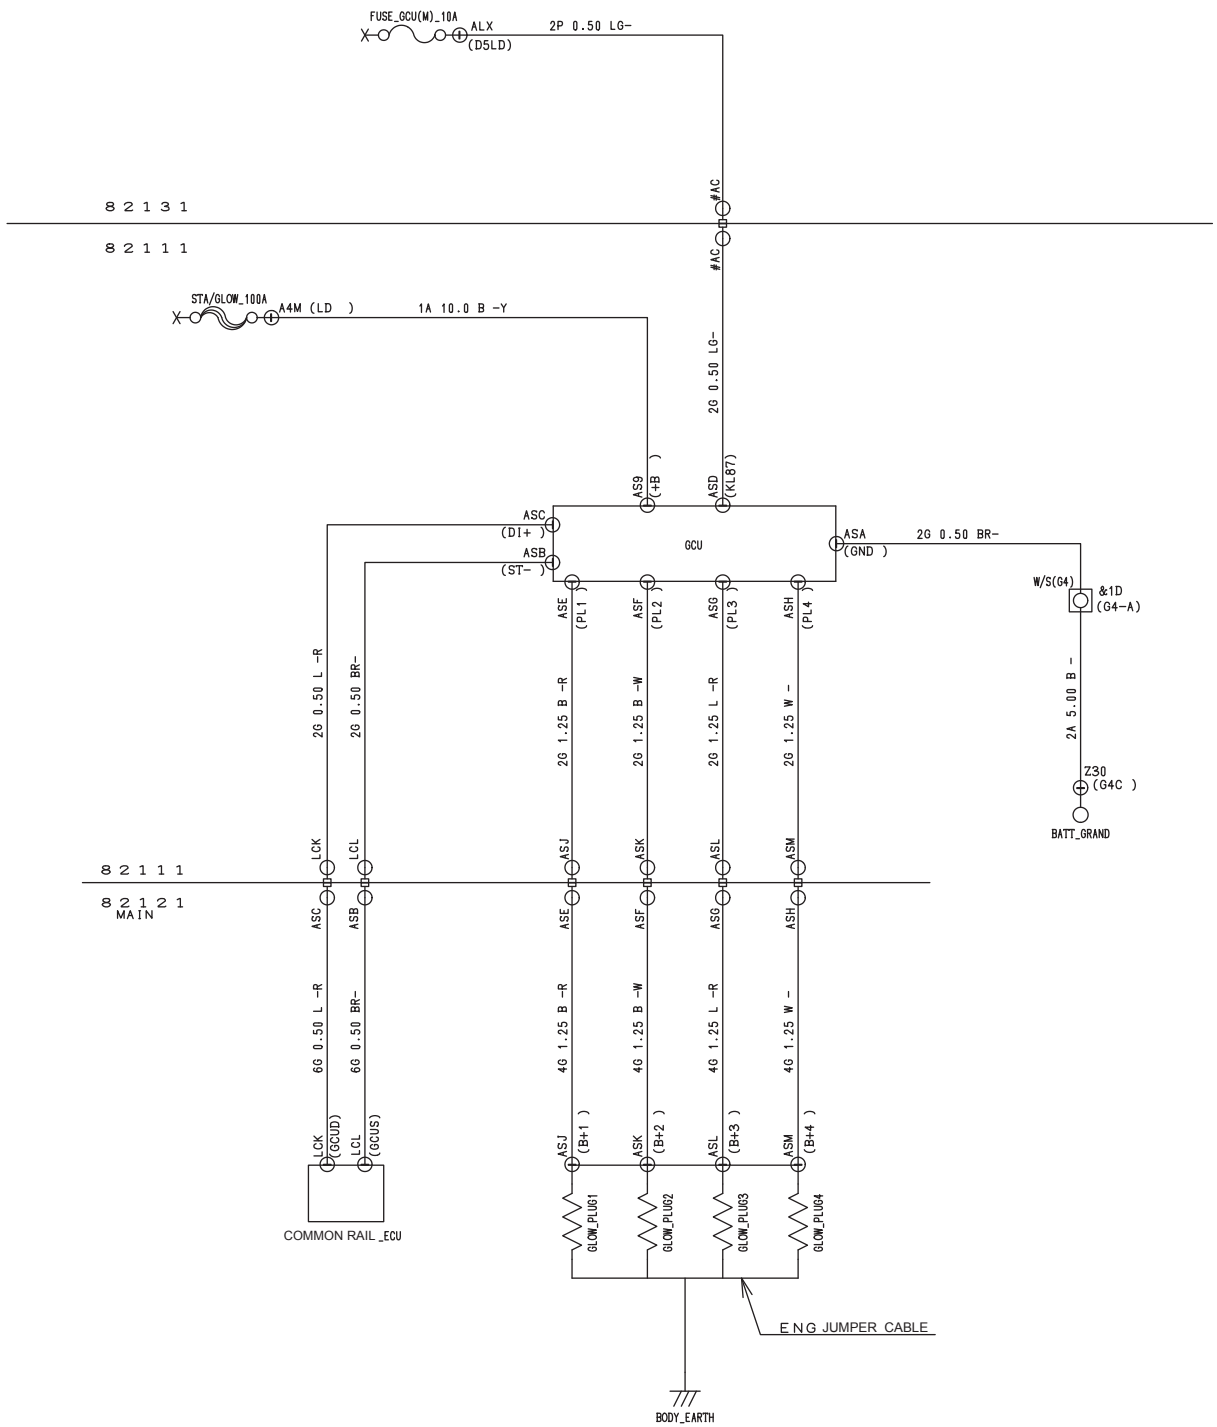 FUSE_GCU(M)_10A
ALX
(D5LD)
2P 0.50 LG-
#AC
82131
82111
#AC
STA/GLOW_100A
A4M (LD )
1A 10.0 B -Y
2G 0.50 LG-
AS9
(+B )
ASD
(KL87)
ASC
(DI+ )
ASB
(ST- )
GCU
ASA
(GND )
2G 0.50 BR-
W/S(G4)
&1D
(G4-A)
ASE
(PL1 )
ASF
(PL2 )
ASG
(PL3 )
ASH
(PL4 )
2G 0.50 L -R
2G 0.50 BR-
2G 1.25 B -R
2G 1.25 B -W
2G 1.25 L -R
2G 1.25 W -
2A 5.00 B -
Z30
(G4C )
BATT_GRAND
LCK
LCL
ASJ
ASK
ASL
ASM
82111
82121
MAIN
ASC
ASB
ASE
ASF
ASG
ASH
6G 0.50 L -R
6G 0.50 BR-
4G 1.25 B -R
4G 1.25 B -W
4G 1.25 L -R
4G 1.25 W -
LCK
(GCUD)
LCL
(GCUS)
ASJ
(B+1 )
ASK
(B+2 )
ASL
(B+3 )
ASM
(B+4 )
COMMON RAIL_ECU
GLOW_PLUG1
GLOW_PLUG2
GLOW_PLUG3
GLOW_PLUG4
ENG JUMPER CABLE
BODY_EARTH